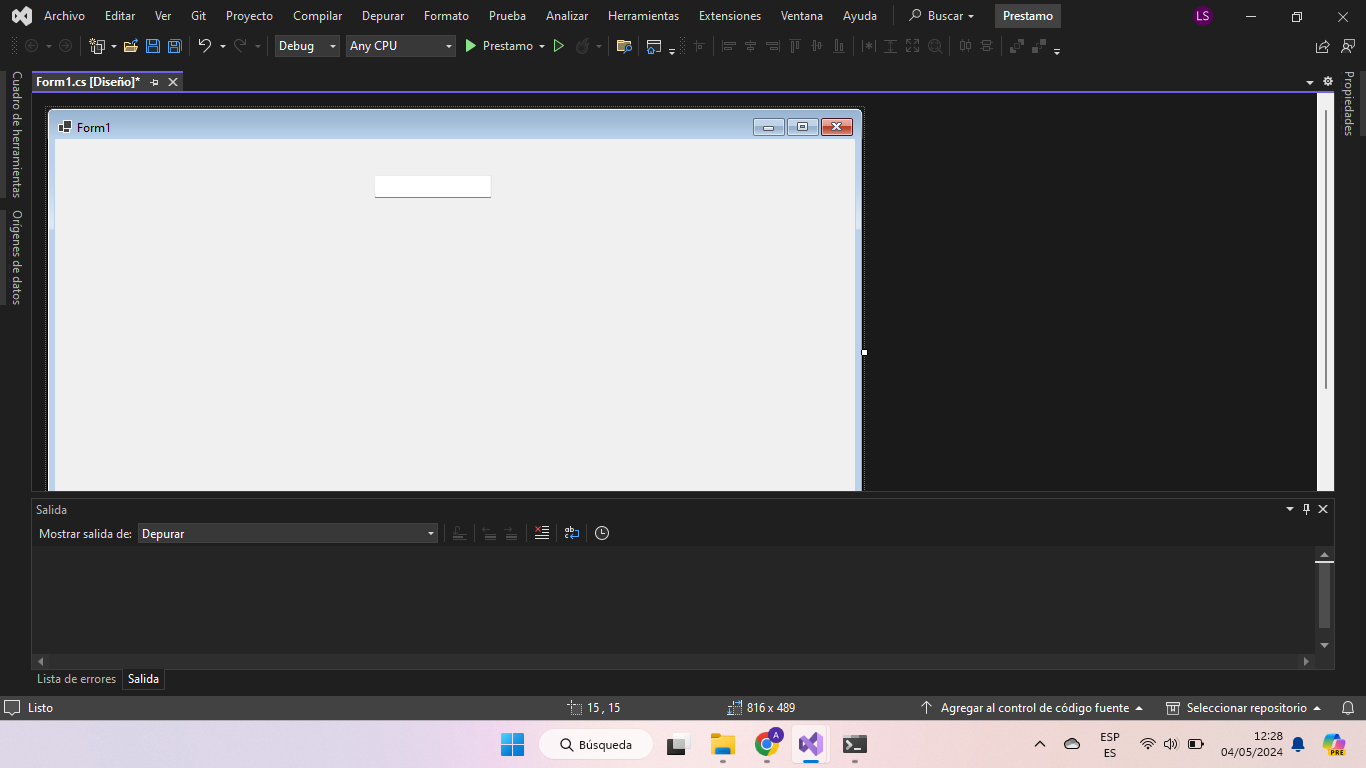 Archivo Editar Ver Git Proyecto Compilar Depurar Formato Prueba Analizar Herramientas Extensiones Ventana Ayuda Buscar Prestamo LS
Debug Any CPU Prestamo
Form1.cs [Diseño]*
Cuadro de herramientas
Orígenes de datos
Propiedades
Form1
Salida
Mostrar salida de: Depurar
Lista de errores Salida
Listo 15 , 15 816 x 489 Agregar al control de código fuente Seleccionar repositorio
Búsqueda A ESP 12:28
ES 04/05/2024 PRE